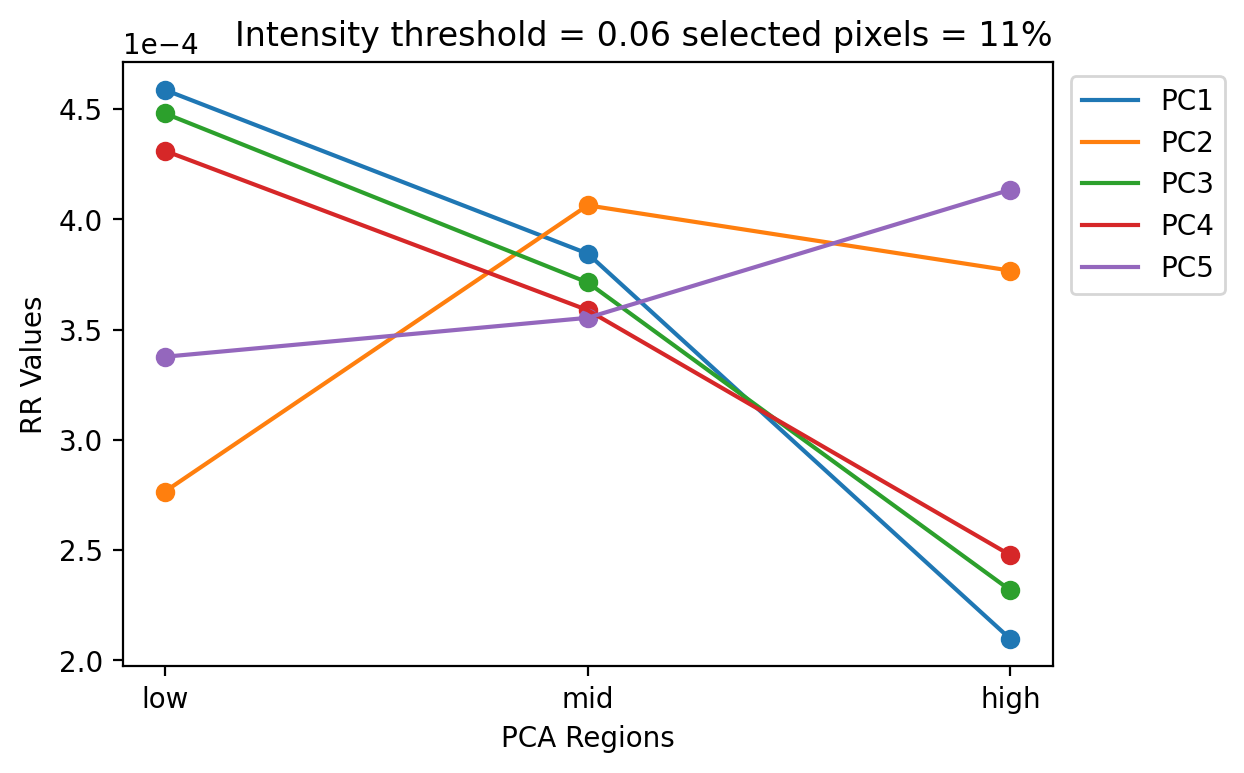 Intensity threshold = 0.06 selected pixels = 11%
1e−4
4.5
4.0
3.5
3.0
2.5
2.0
RR Values
low mid high
PCA Regions
PC1
PC2
PC3
PC4
PC5